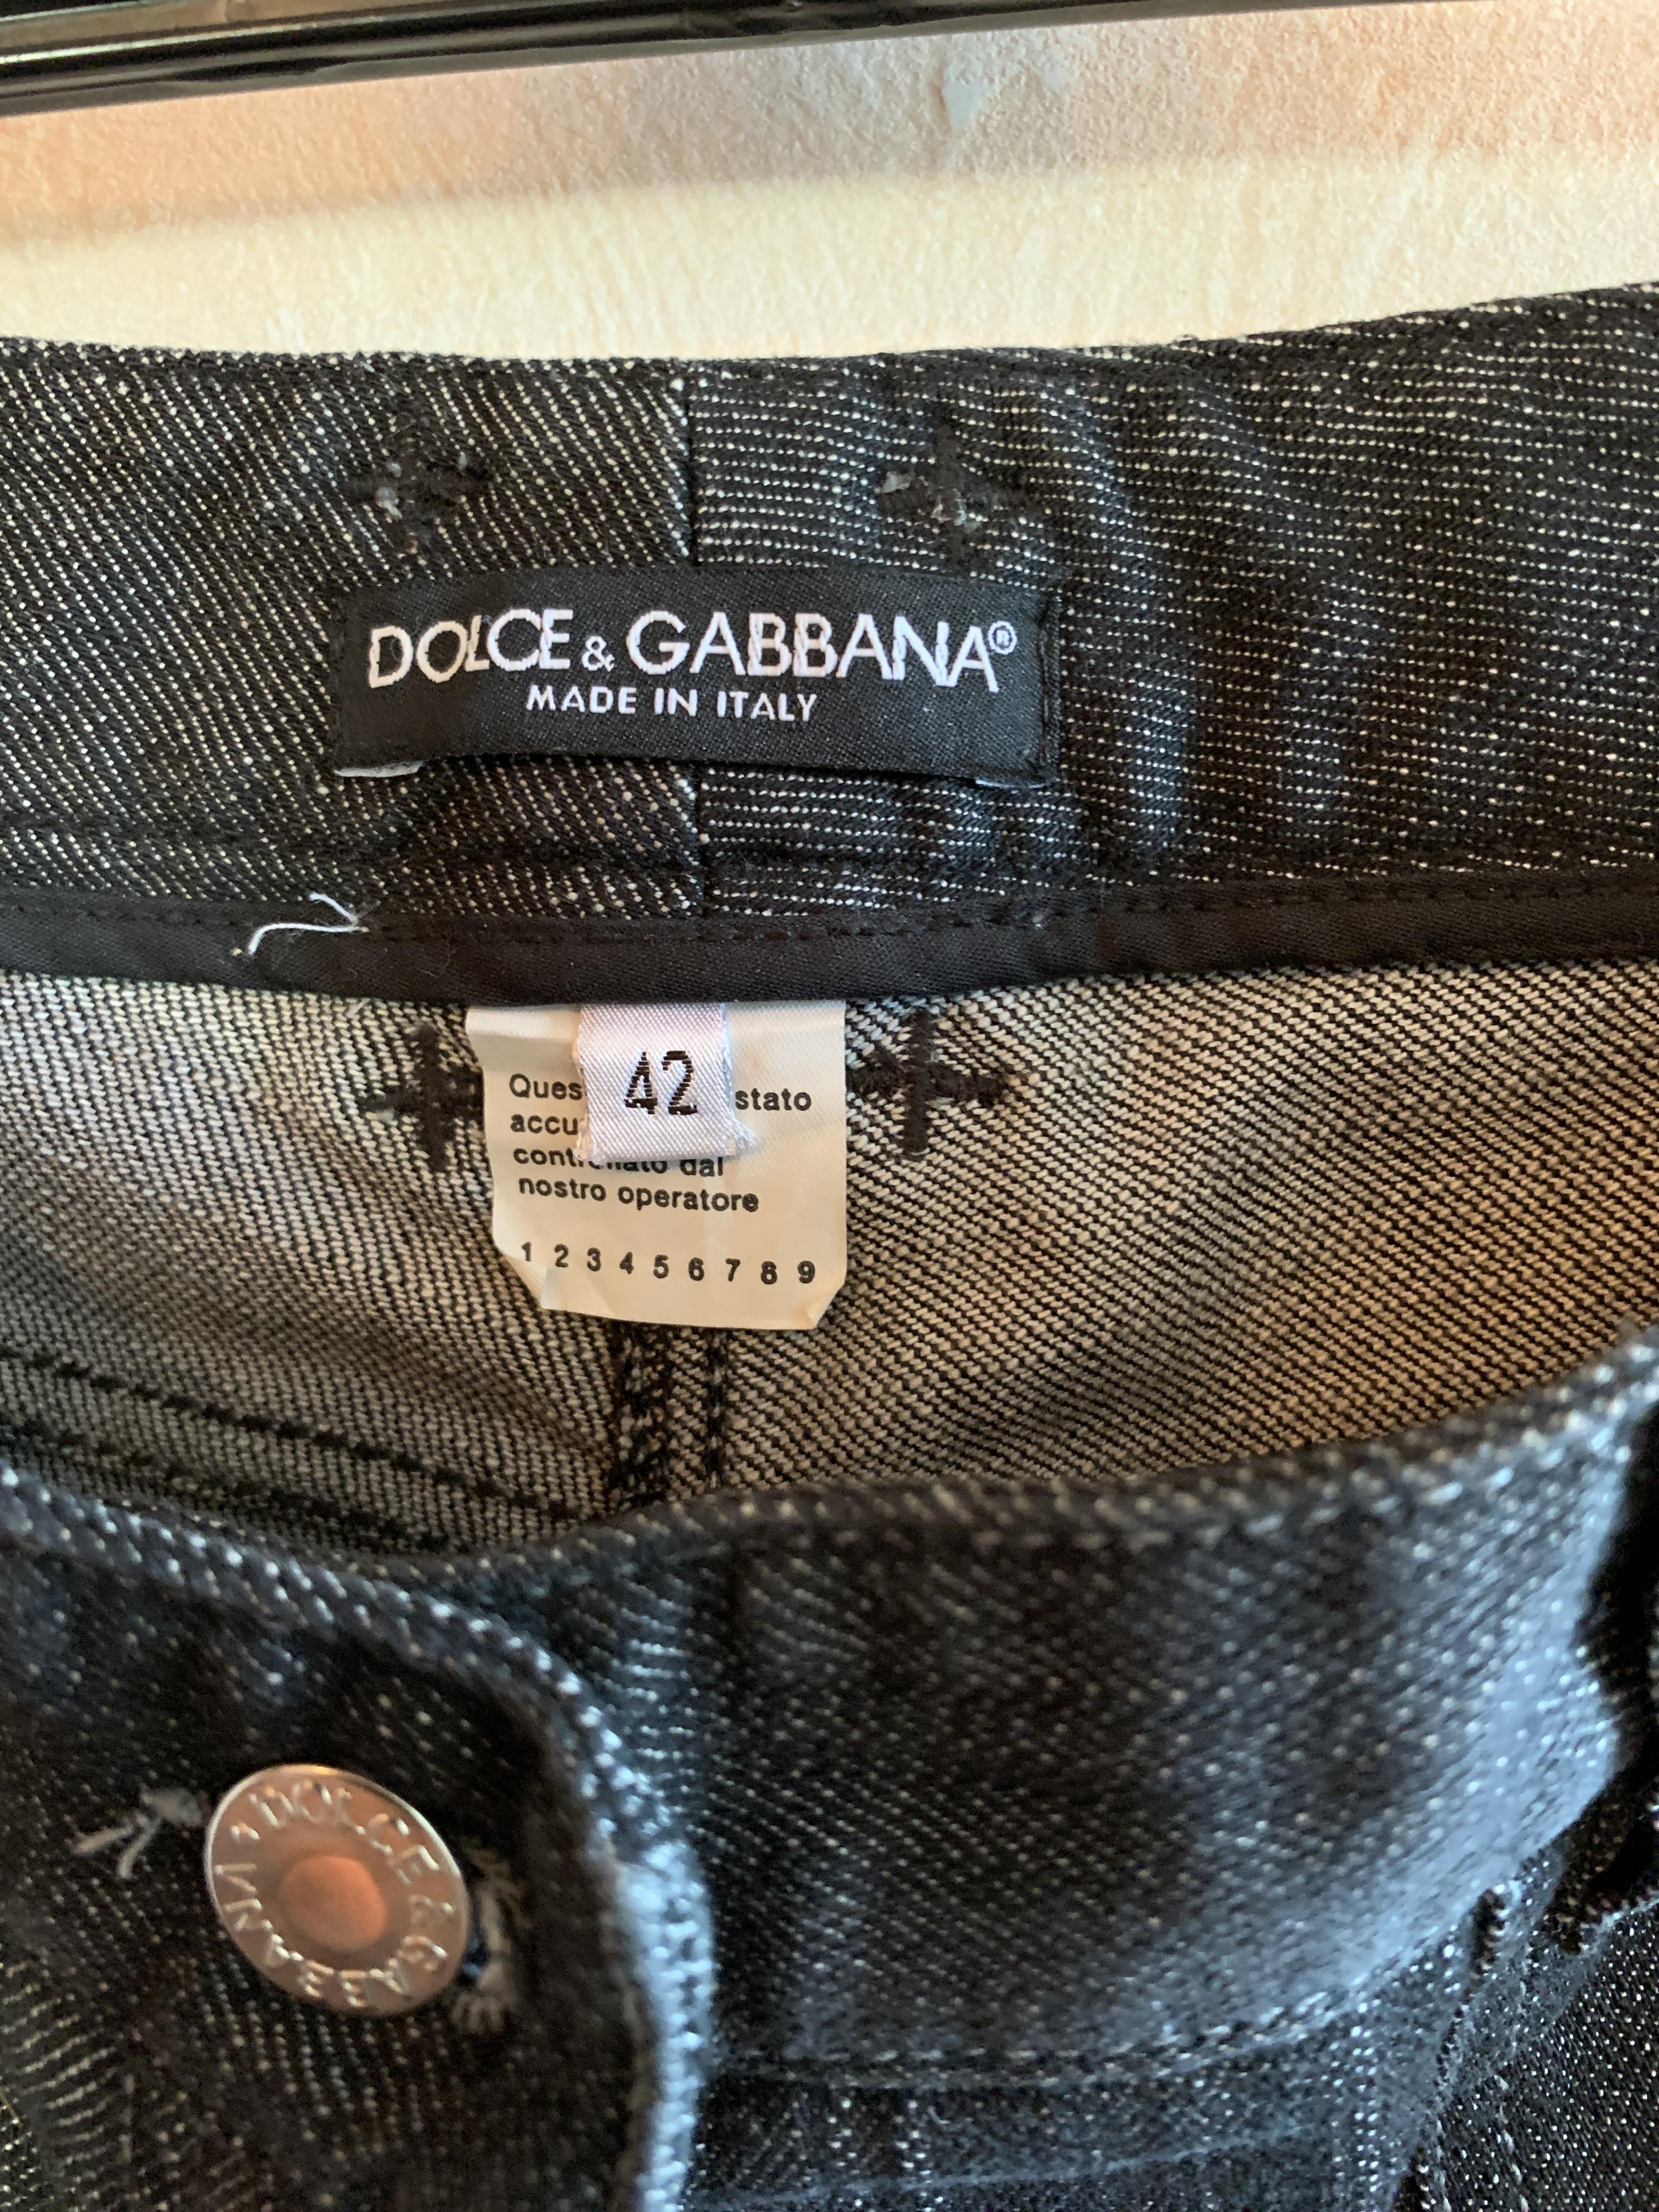 DOLCE & GABBANA®
MADE IN ITALY
42
Ques stato
accu
dal
nostro operatore
1 2 3 4 5 6 7 8 9
DOLCE & GABBANA